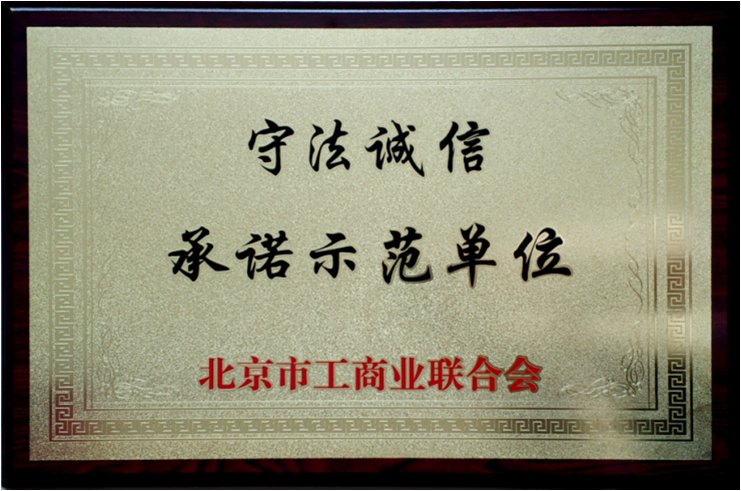 守法诚信
承诺示范单位
北京市工商业联合会